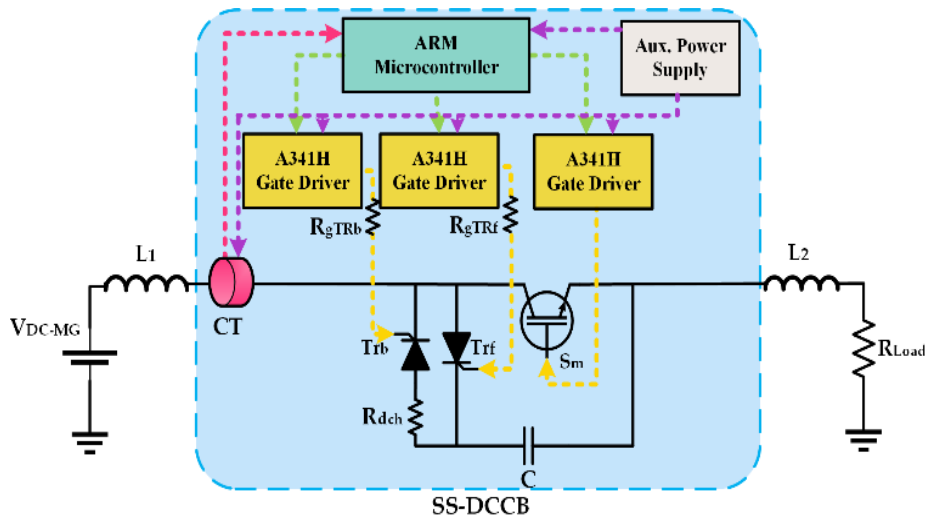 ARM
Microcontroller
Aux. Power
Supply
A341H
Gate Driver
A341H
Gate Driver
A341H
Gate Driver
RgTRb
RgTRf
L1
L2
CT
VDC-MG
Trb
Trf
Sm
RLoad
Rdch
C
SS-DCCB